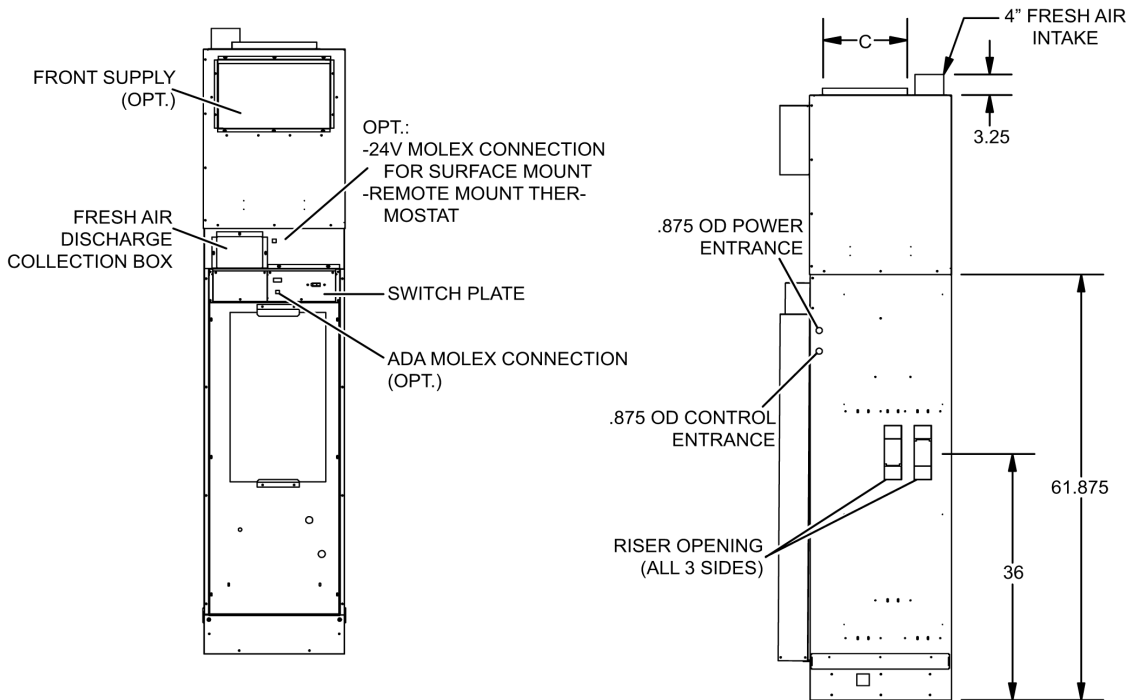 FRONT SUPPLY
(OPT.)
OPT.:
-24V MOLEX CONNECTION
FOR SURFACE MOUNT
-REMOTE MOUNT THER-
MOSTAT
FRESH AIR
DISCHARGE
COLLECTION BOX
SWITCH PLATE
ADA MOLEX CONNECTION
(OPT.)
C
4” FRESH AIR
INTAKE
3.25
.875 OD POWER
ENTRANCE
.875 OD CONTROL
ENTRANCE
RISER OPENING
(ALL 3 SIDES)
61.875
36